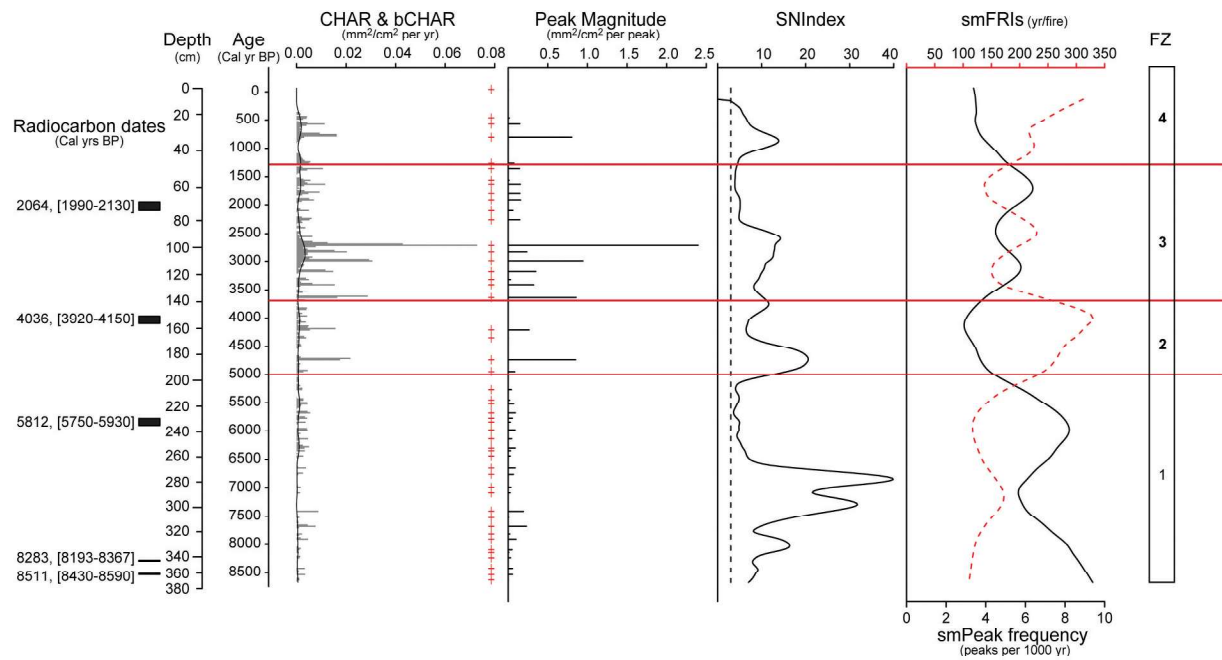 CHAR & bCHAR
(mm²/cm² per yr)
Peak Magnitude
(mm²/cm² per peak)
SNIndex
smFRIs (yr/fire)
Depth
(cm)
Age
(Cal yr BP)
FZ
0.00 0.02 0.04 0.06 0.08
0.5 1.0 1.5 2.0 2.5
10 20 30 40
50 100 150 200 250 300 350
Radiocarbon dates
(Cal yrs BP)
2064, [1990-2130]
4036, [3920-4150]
5812, [5750-5930]
8283, [8193-8367]
8511, [8430-8590]
0
20
40
60
80
100
120
140
160
180
200
220
240
260
280
300
320
340
360
380
0
500
1000
1500
2000
2500
3000
3500
4000
4500
5000
5500
6000
6500
7000
7500
8000
8500
4
3
2
1
0 2 4 6 8 10
smPeak frequency
(peaks per 1000 yr)